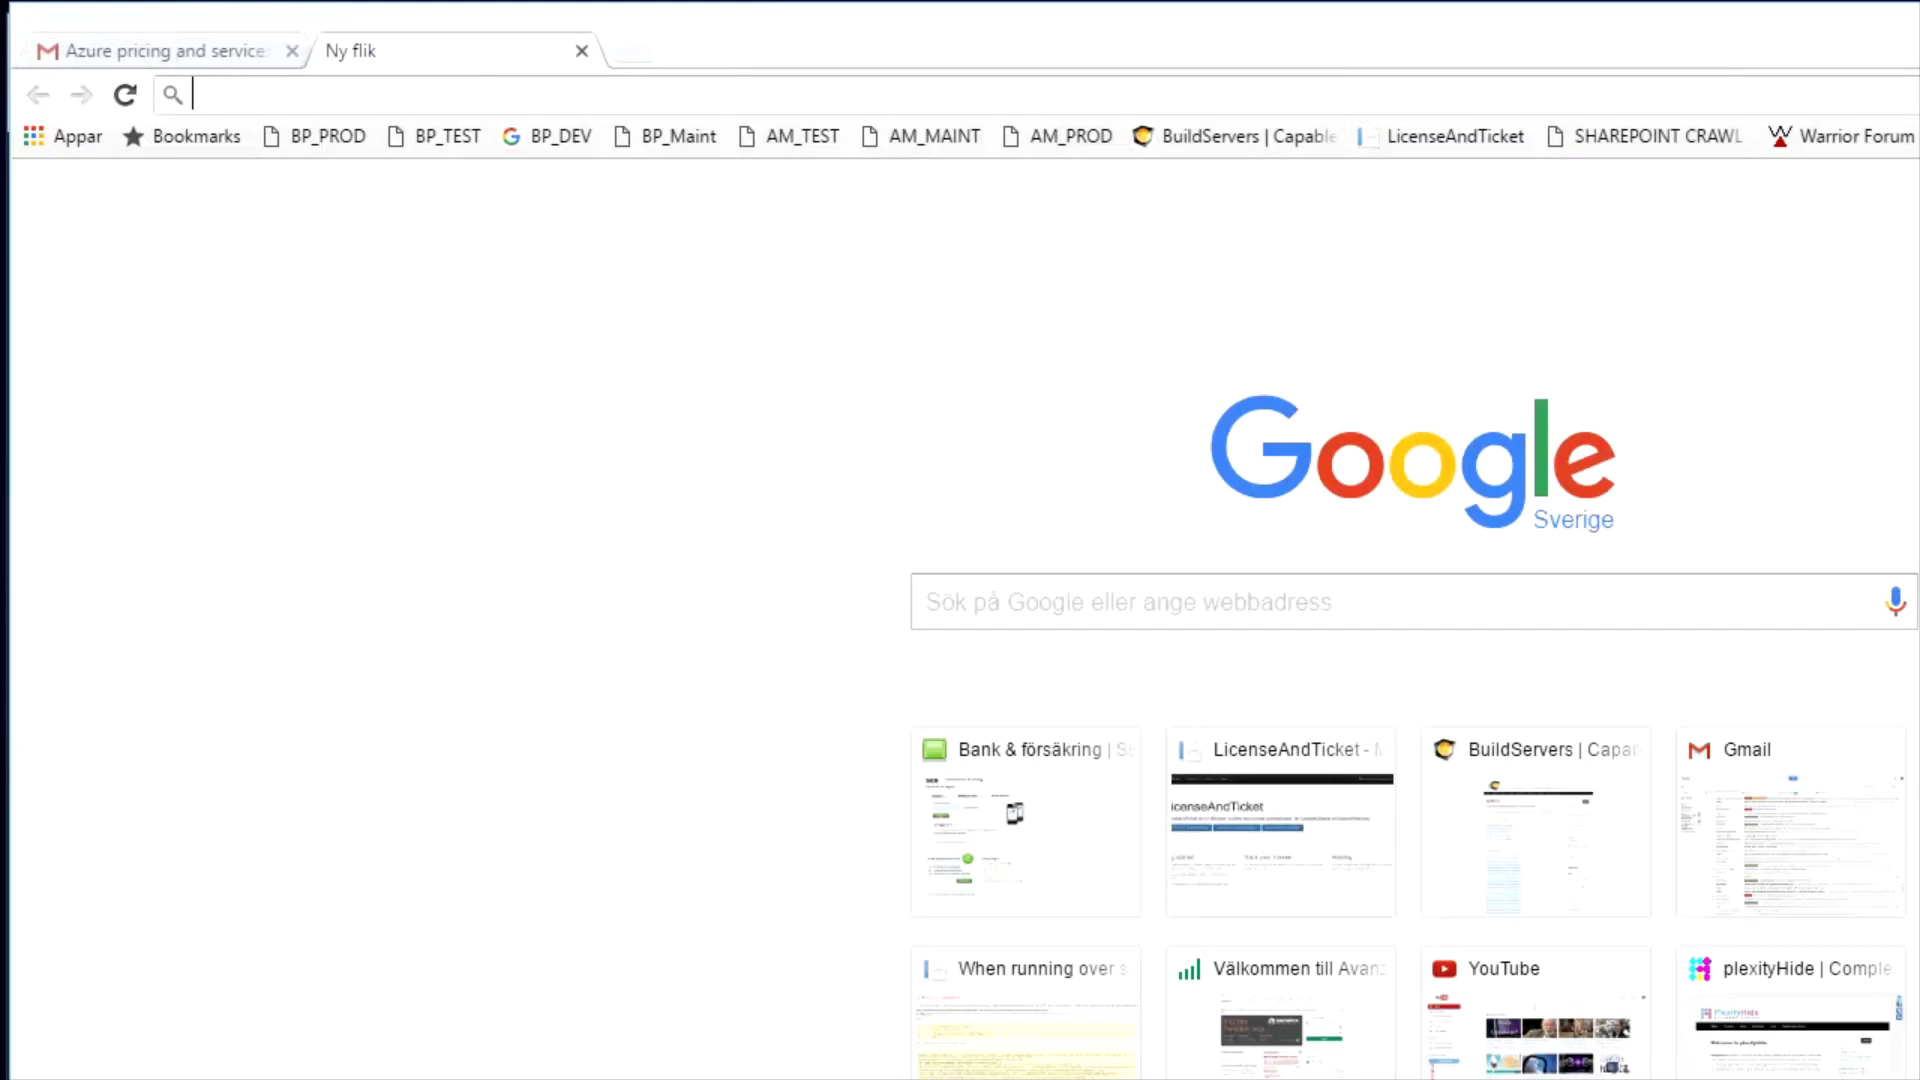 Azure pricing and service
Ny flik
Appar Bookmarks BP_PROD BP_TEST BP_DEV BP_Maint AM_TEST AM_MAINT AM_PROD BuildServers | Capable LicenseAndTicket SHAREPOINT CRAWL Warrior Forum
Google
Sverige
Sök på Google eller ange webbadress
Bank & försäkring | S
LicenseAndTicket -
BuildServers | Capa
Gmail
icenseAndTicket
When running over s
Välkommen till Avan
YouTube
plexityHide | Comple
PlexityHide